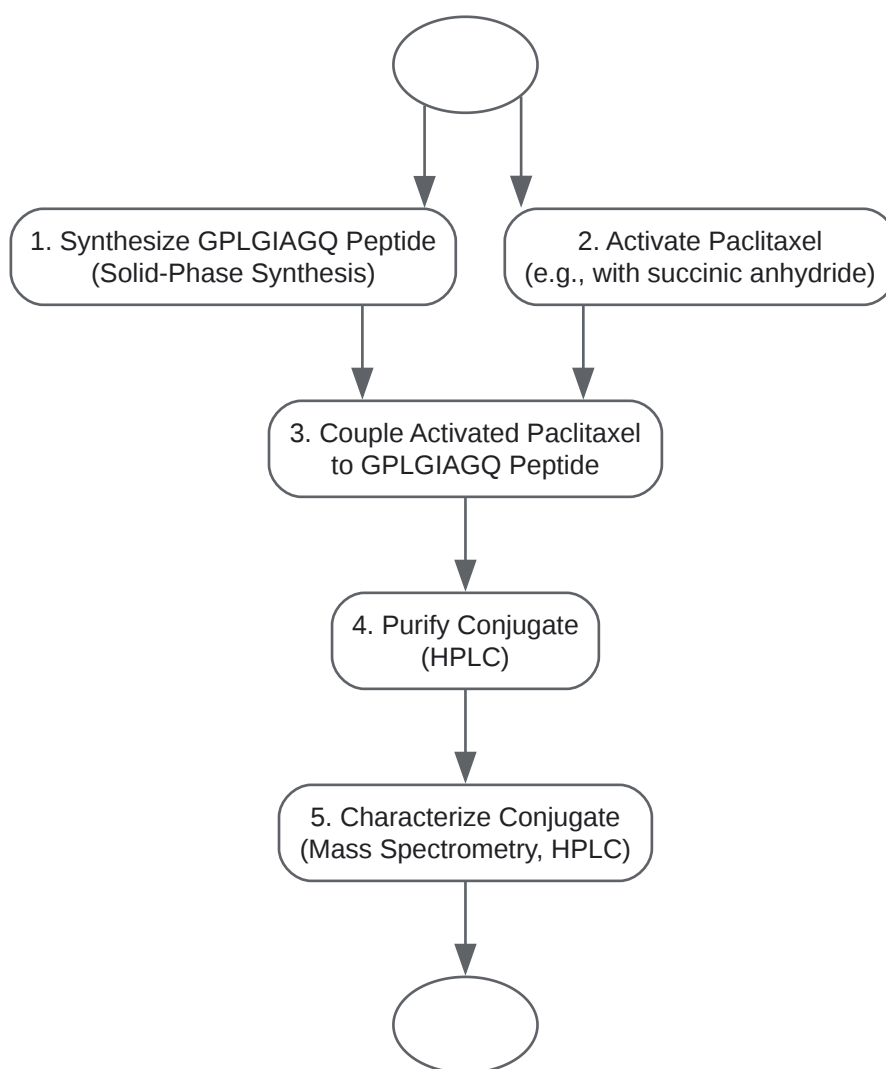 1. Synthesize GPLGIAGQ Peptide
(Solid-Phase Synthesis)
2. Activate Paclitaxel
(e.g., with succinic anhydride)
3. Couple Activated Paclitaxel
to GPLGIAGQ Peptide
4. Purify Conjugate
(HPLC)
5. Characterize Conjugate
(Mass Spectrometry, HPLC)